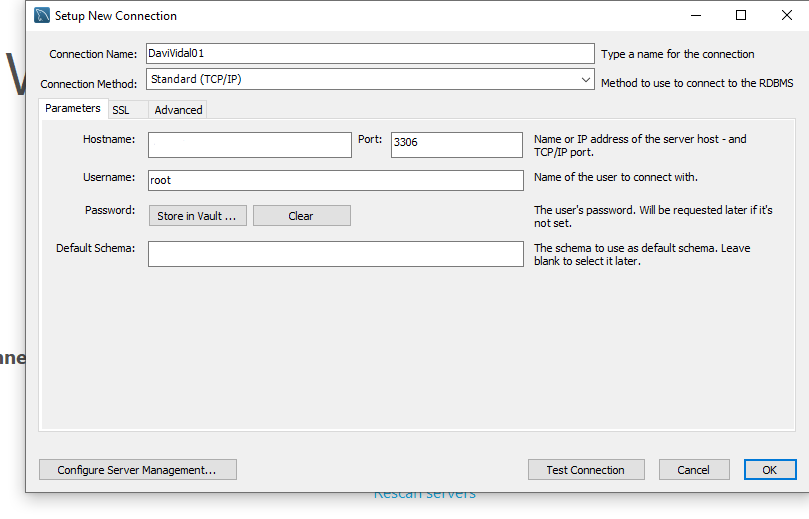 Setup New Connection
Connection Name: DaviVidal01 Type a name for the connection
Connection Method: Standard (TCP/IP) Method to use to connect to the RDBMS
Parameters SSL Advanced
Hostname: Port: 3306 Name or IP address of the server host - and
TCP/IP port.
Username: root Name of the user to connect with.
Password: Store in Vault ... Clear The user's password. Will be requested later if it's
not set.
Default Schema: The schema to use as default schema. Leave
blank to select it later.
Configure Server Management... Test Connection Cancel OK
Rescan servers